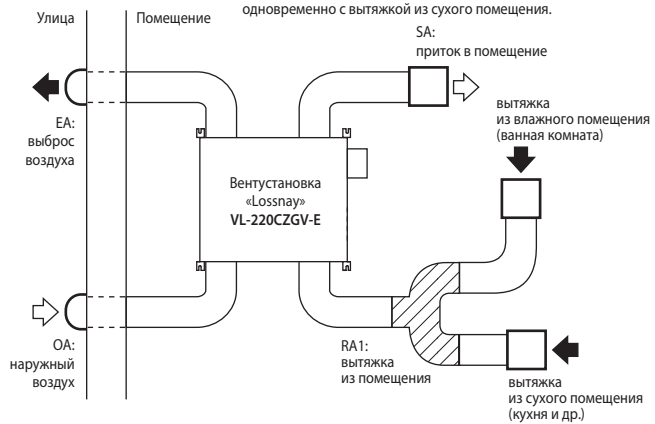 одновременно с вытяжкой из сухого помещения.
Улица
Помещение
SA:
приток в помещение
EA:
выброс
воздуха
вытяжка
из влажного помещения
(ванная комната)
Вентустановка
«Lossnay»
VL-220CZGV-E
OA:
наружный
воздух
RA1:
вытяжка
из помещения
вытяжка
из сухого помещения
(кухня и др.)